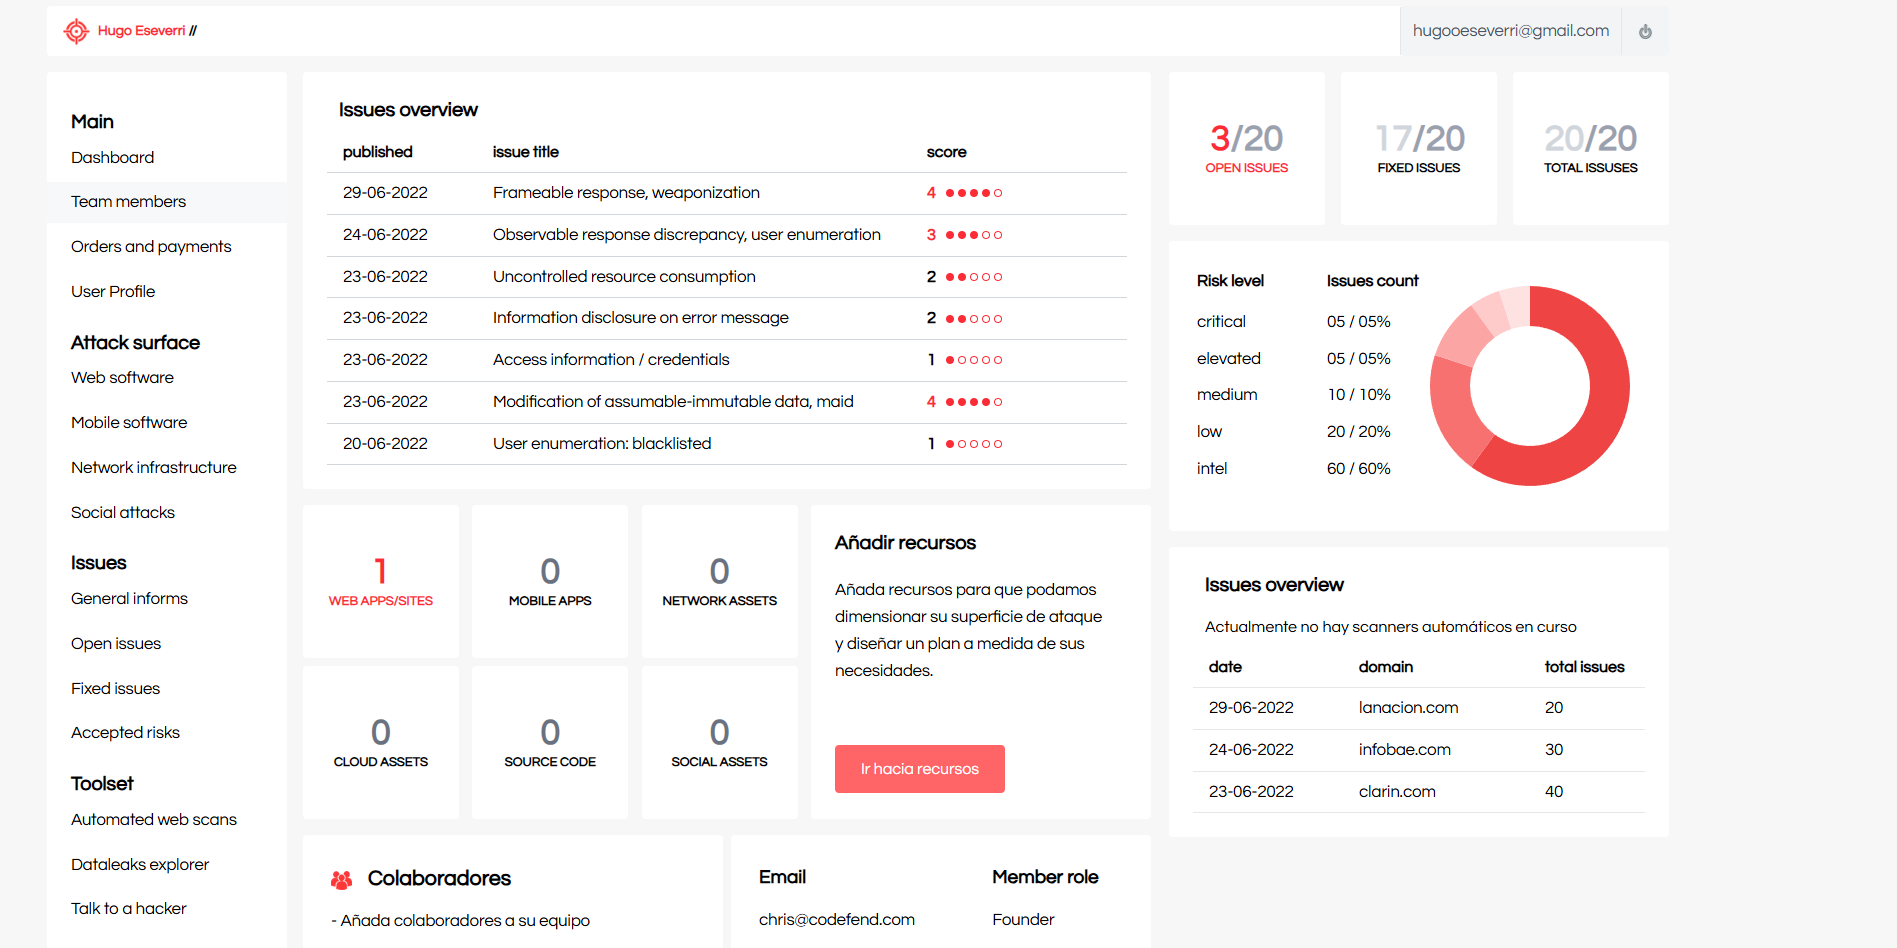 Hugo Eseverri //
hugooeseverri@gmail.com
Main
Dashboard
Team members
Orders and payments
User Profile
Attack surface
Web software
Mobile software
Network infrastructure
Social attacks
Issues
General informs
Open issues
Fixed issues
Accepted risks
Toolset
Automated web scans
Dataleaks explorer
Talk to a hacker
Issues overview
published issue title score
29-06-2022 Frameable response, weaponization 4
24-06-2022 Observable response discrepancy, user enumeration 3
23-06-2022 Uncontrolled resource consumption 2
23-06-2022 Information disclosure on error message 2
23-06-2022 Access information / credentials 1
23-06-2022 Modification of assumable-immutable data, maid 4
20-06-2022 User enumeration: blacklisted 1
1
WEB APPS/SITES
0
MOBILE APPS
0
NETWORK ASSETS
0
CLOUD ASSETS
0
SOURCE CODE
0
SOCIAL ASSETS
Añadir recursos
Añada recursos para que podamos
dimensionar su superficie de ataque
y diseñar un plan a medida de sus
necesidades.
Ir hacia recursos
Colaboradores
- Añada colaboradores a su equipo
Email Member role
chris@codefend.com Founder
3/20
OPEN ISSUES
17/20
FIXED ISSUES
20/20
TOTAL ISSUSES
Risk level Issues count
critical 05 / 05%
elevated 05 / 05%
medium 10 / 10%
low 20 / 20%
intel 60 / 60%
Issues overview
Actualmente no hay scanners automáticos en curso
date domain total issues
29-06-2022 lanacion.com 20
24-06-2022 infobae.com 30
23-06-2022 clarin.com 40